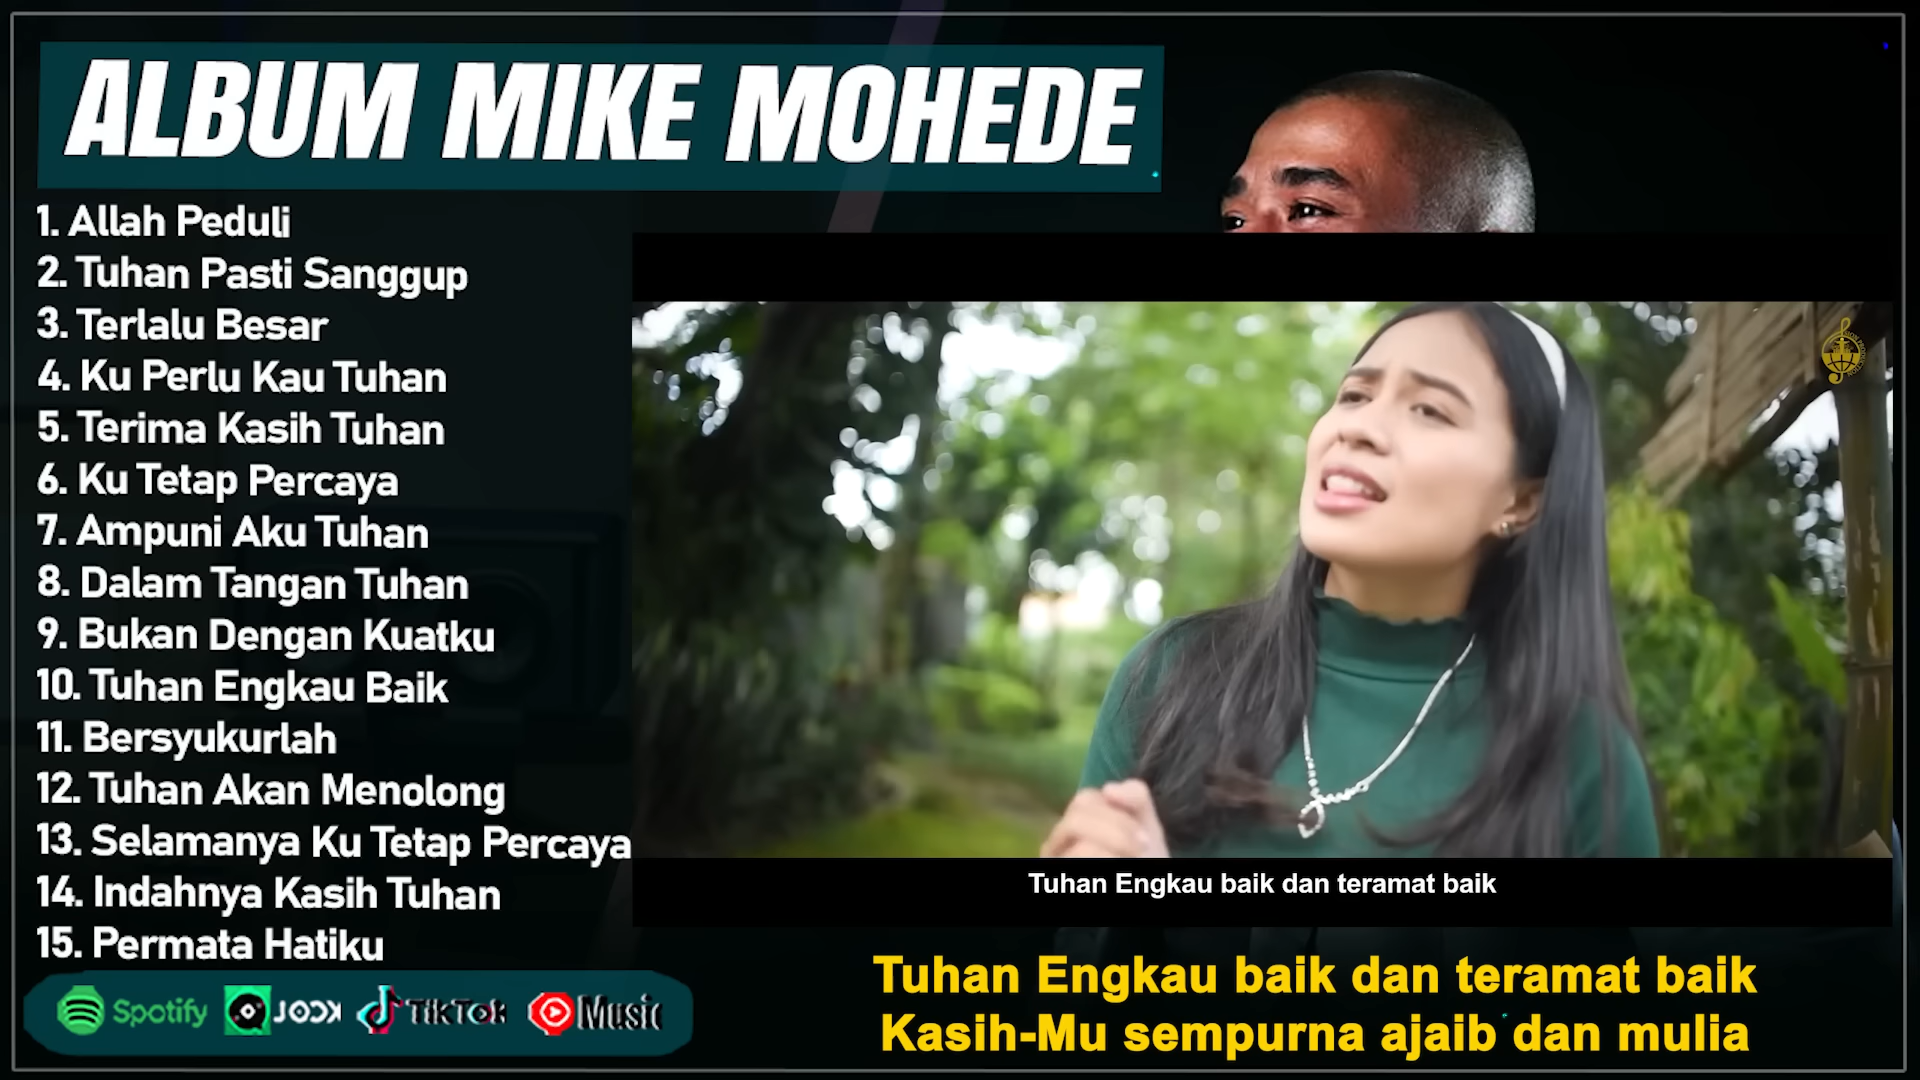 ALBUM MIKE MOHEDE
1. Allah Peduli
2. Tuhan Pasti Sanggup
3. Terlalu Besar
4. Ku Perlu Kau Tuhan
5. Terima Kasih Tuhan
6. Ku Tetap Percaya
7. Ampuni Aku Tuhan
8. Dalam Tangan Tuhan
9. Bukan Dengan Kuatku
10. Tuhan Engkau Baik
11. Bersyukurlah
12. Tuhan Akan Menolong
13. Selamanya Ku Tetap Percaya
14. Indahnya Kasih Tuhan
15. Permata Hatiku
Spotify JOOX TikTok Music
Tuhan Engkau baik dan teramat baik
Tuhan Engkau baik dan teramat baik
Kasih-Mu sempurna ajaib dan mulia